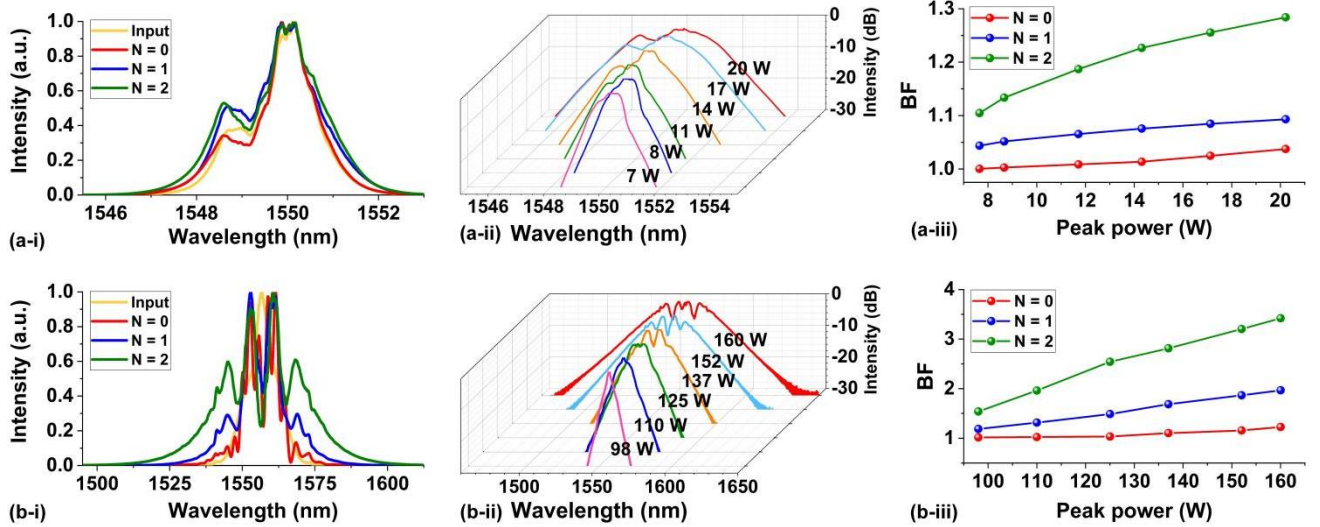 Intensity (a.u.)
1.0
0.8
0.6
0.4
0.2
0.0
Input
N = 0
N = 1
N = 2
1546 1548 1550 1552
(a-i) Wavelength (nm)
0
-10
-20
-30
Intensity (dB)
20 W
17 W
14 W
11 W
8 W
7 W
1546 1548 1550 1552 1554
(a-ii) Wavelength (nm)
BF
1.3
1.2
1.1
1.0
N = 0
N = 1
N = 2
8 10 12 14 16 18 20
(a-iii) Peak power (W)
Intensity (a.u.)
1.0
0.8
0.6
0.4
0.2
0.0
Input
N = 0
N = 1
N = 2
1500 1525 1550 1575 1600
(b-i) Wavelength (nm)
0
-10
-20
-30
Intensity (dB)
160 W
152 W
137 W
125 W
110 W
98 W
1500 1550 1600 1650
(b-ii) Wavelength (nm)
BF
4
3
2
1
N = 0
N = 1
N = 2
100 110 120 130 140 150 160
(b-iii) Peak power (W)